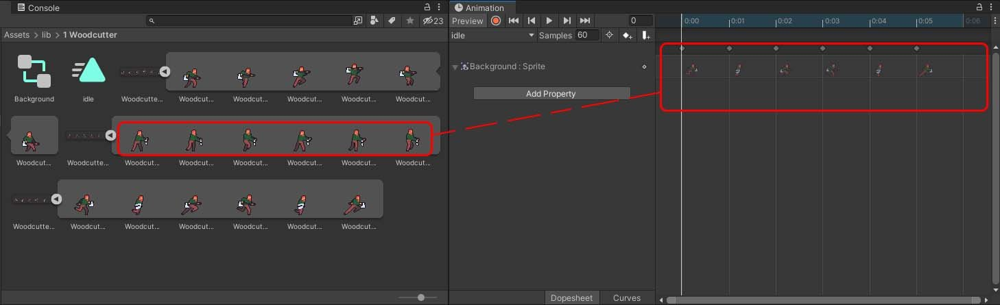 Console
23
Assets > lib > 1 Woodcutter
Background
idle
Woodcutte...
Woodcut...
Woodcut...
Woodcut...
Woodcut...
Woodcut...
Woodcut...
Woodcutte...
Woodcut...
Woodcut...
Woodcut...
Woodcut...
Woodcut...
Woodcut...
Woodcutte...
Woodcut...
Woodcut...
Woodcut...
Woodcut...
Woodcut...
Woodcut...
Animation
Preview
0
0:00
0:01
0:02
0:03
0:04
0:05
0:06
idle
Samples 60
Background : Sprite
Add Property
Dopesheet
Curves